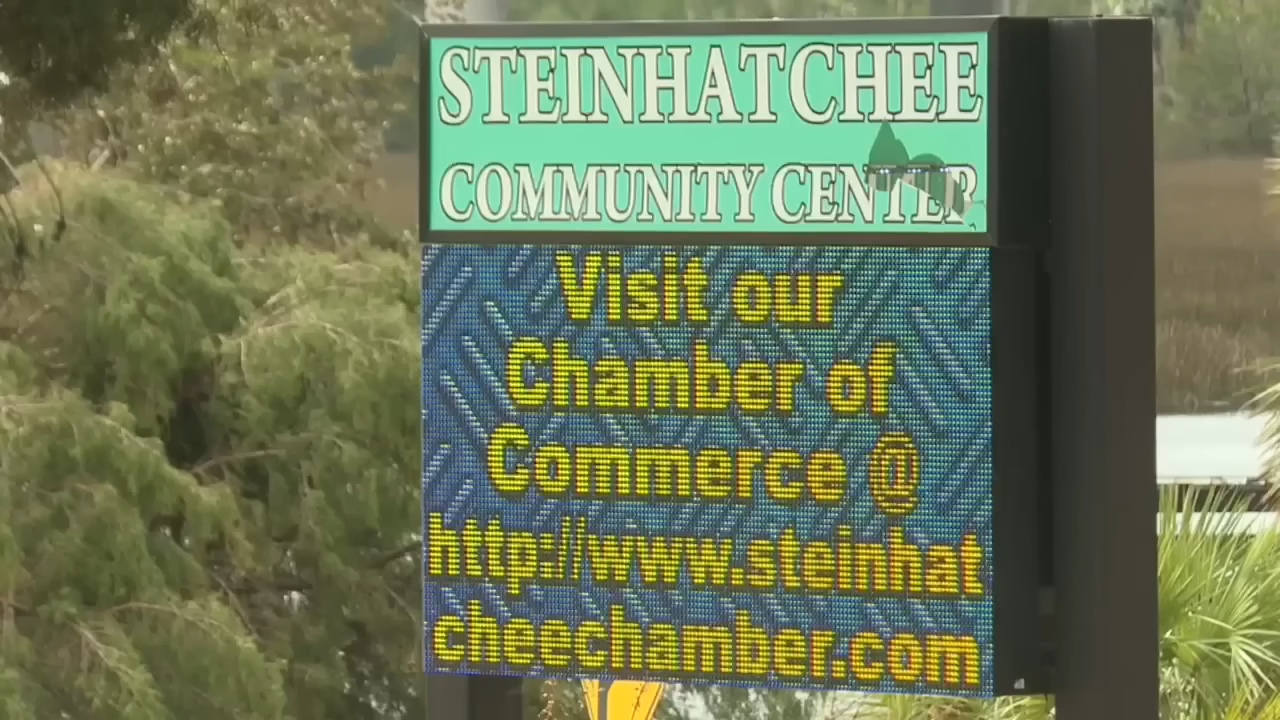 STEINHATCHEE
COMMUNITY CENTER
Visit our
Chamber of
Commerce @
http://www.steinhat
cheechamber.com